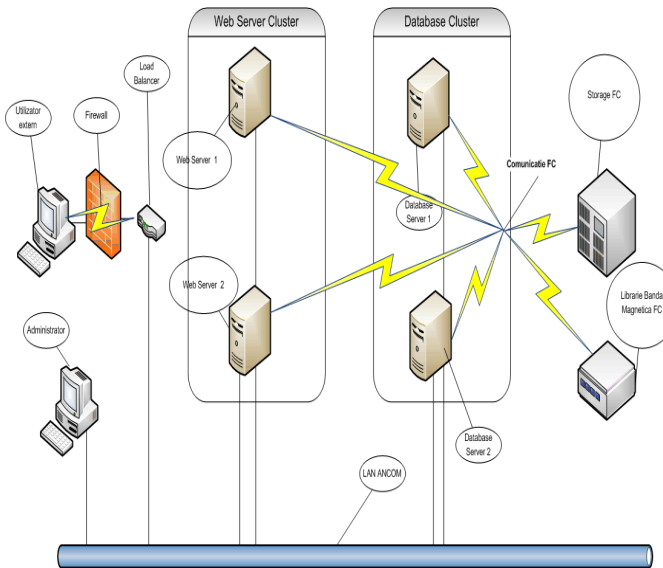 Web Server Cluster
Database Cluster
Load
Balancer
Utilizator
extern
Firewall
Storage FC
Web Server 1
Comunicatie FC
Database
Server 1
Web Server 2
Librarie Banda
Magnetica FC
Administrator
Database
Server 2
LAN ANCOM